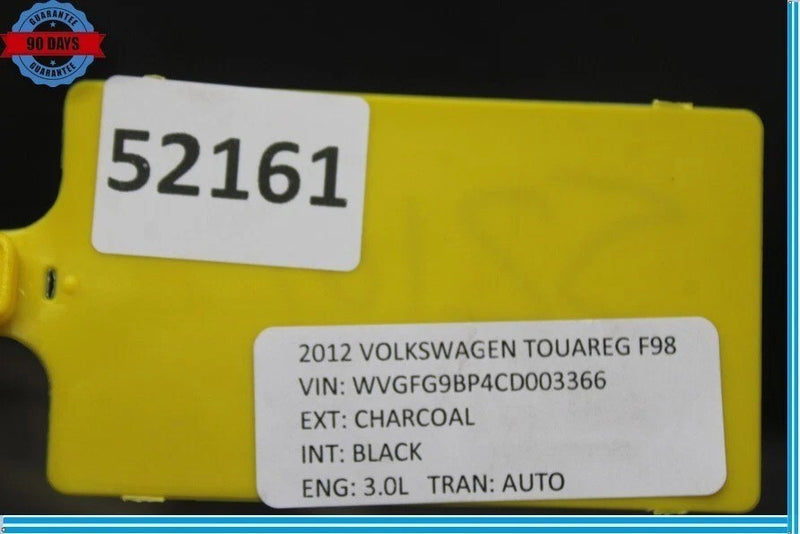 GUARANTEE
90 DAYS
GUARANTEE
52161
2012 VOLKSWAGEN TOUAREG F98
VIN: WVGFG9BP4CD003366
EXT: CHARCOAL
INT: BLACK
ENG: 3.0L TRAN: AUTO